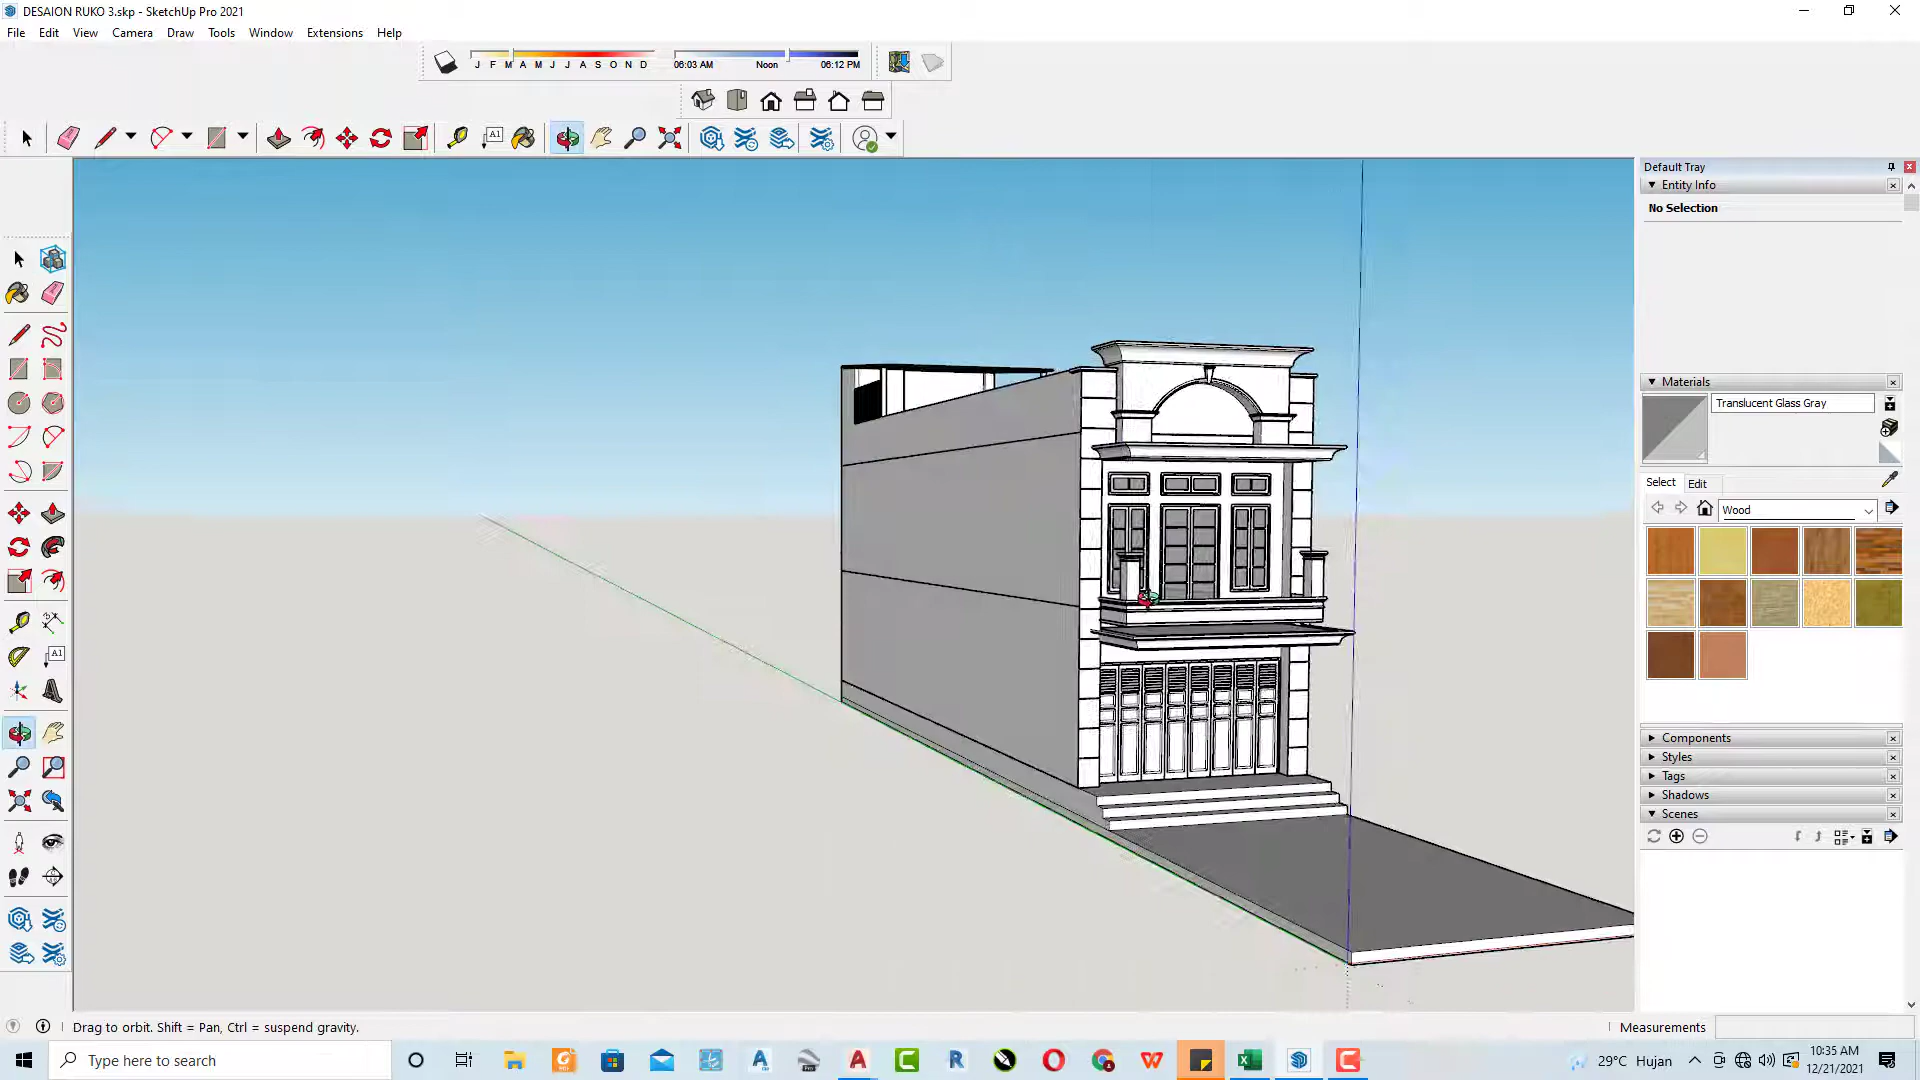 DESAION RUKO 3.skp - SketchUp Pro 2021
File Edit View Camera Draw Tools Window Extensions Help
J F M A M J J A S O N D
06:03 AM Noon 06:12 PM
A1
Default Tray
Entity Info
No Selection
Materials
Translucent Glass Gray
Select Edit
Wood
A1
Components
Styles
Tags
Shadows
Scenes
Drag to orbit. Shift = Pan, Ctrl = suspend gravity.
Measurements
Type here to search
29°C Hujan
10:35 AM
12/21/2021